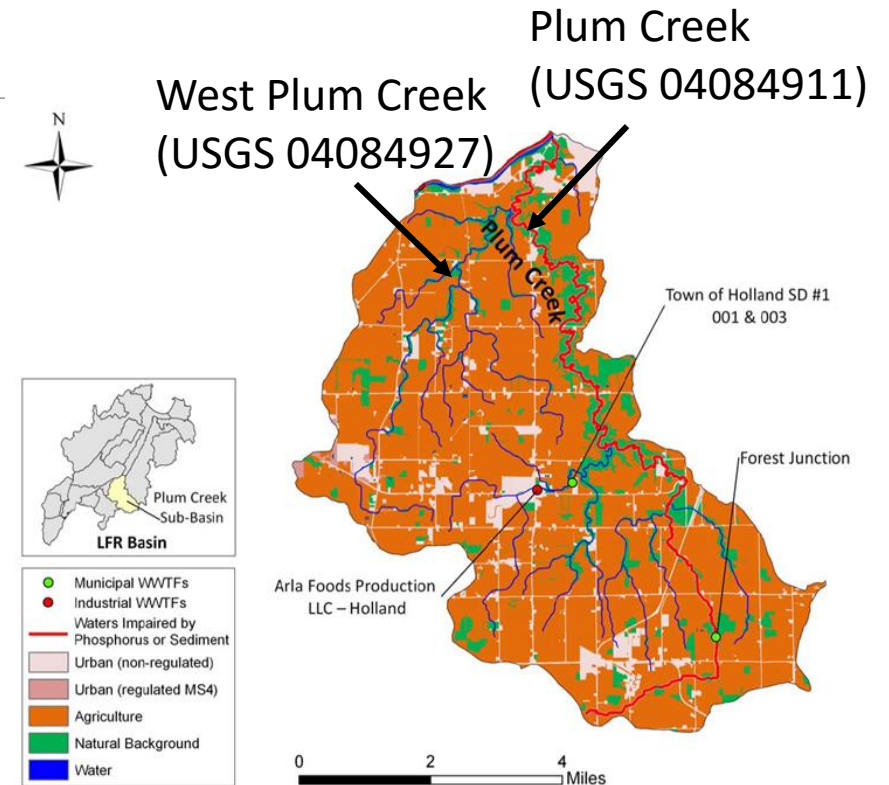 Plum Creek
(USGS 04084911)
West Plum Creek
(USGS 04084927)
N
Plum Creek
Town of Holland SD #1
001 & 003
Forest Junction
Arla Foods Production
LLC – Holland
Plum Creek
Sub-Basin
LFR Basin
Municipal WWTFs
Industrial WWTFs
Waters Impaired by
Phosphorus or Sediment
Urban (non-regulated)
Urban (regulated MS4)
Agriculture
Natural Background
Water
0 2 4
Miles